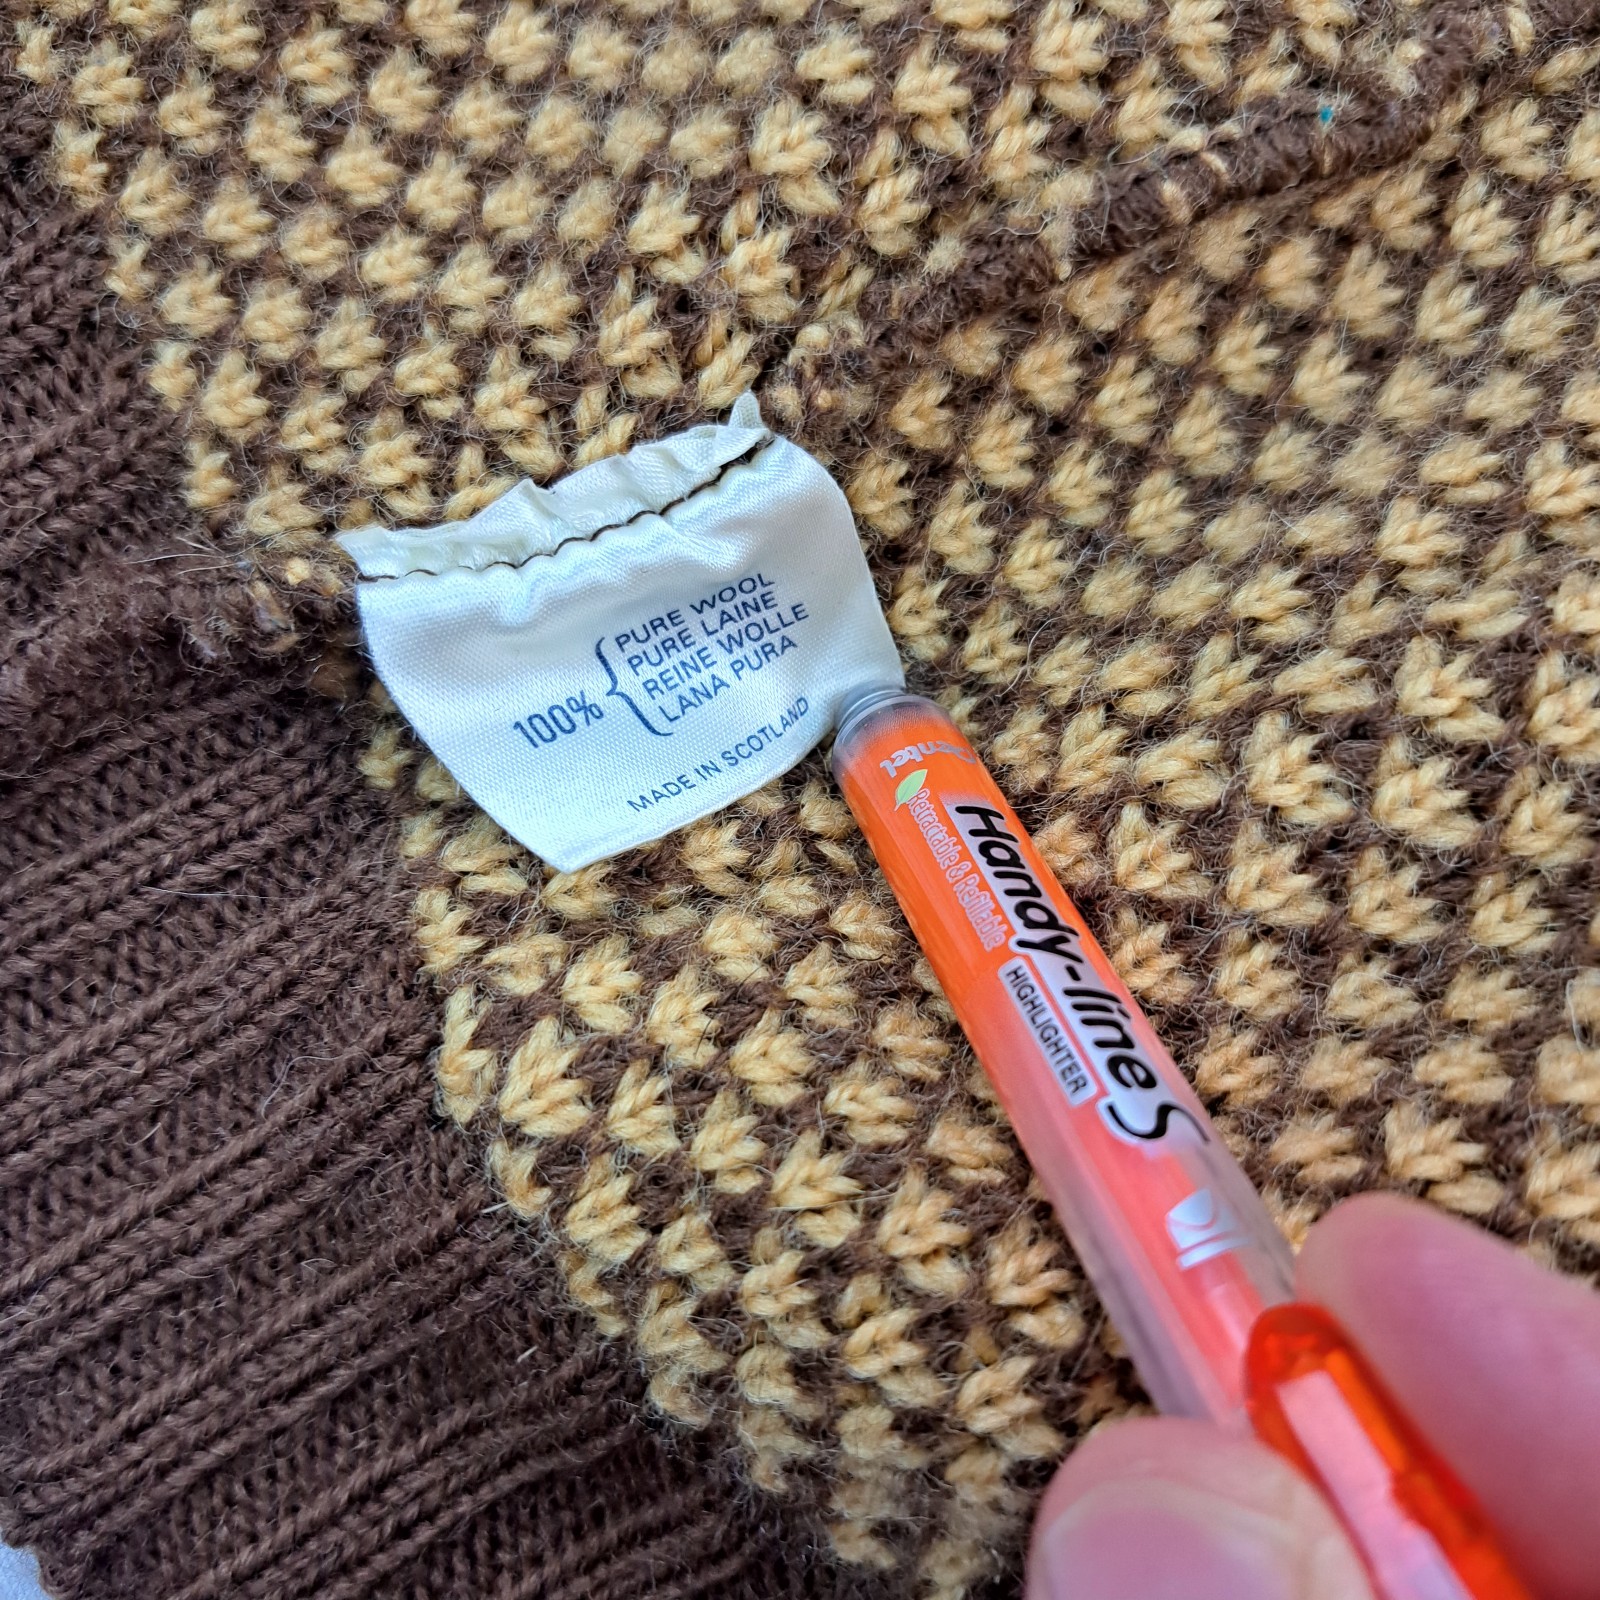 100%
PURE WOOL
PURE LAINE
REINE WOLLE
LANA PURA
MADE IN SCOTLAND
Pentel
Retractable & Refillable
Handy-line S
HIGHLIGHTER